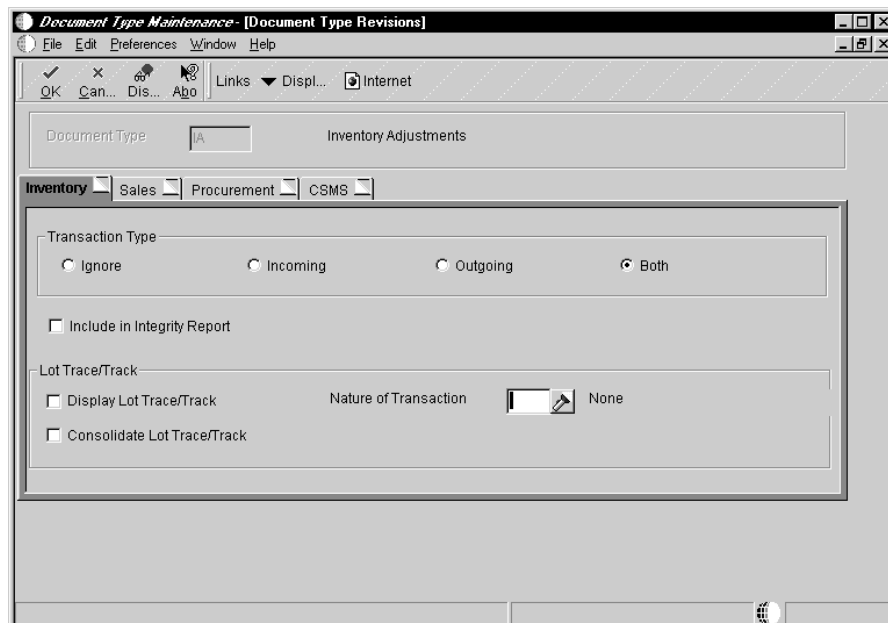 Document Type Maintenance - [Document Type Revisions]
File Edit Preferences Window Help
OK Can... Dis... Abo Links Displ... Internet
Document Type IA Inventory Adjustments
Inventory Sales Procurement CSMS
Transaction Type
Ignore Incoming Outgoing Both
Include in Integrity Report
Lot Trace/Track
Display Lot Trace/Track Nature of Transaction None
Consolidate Lot Trace/Track